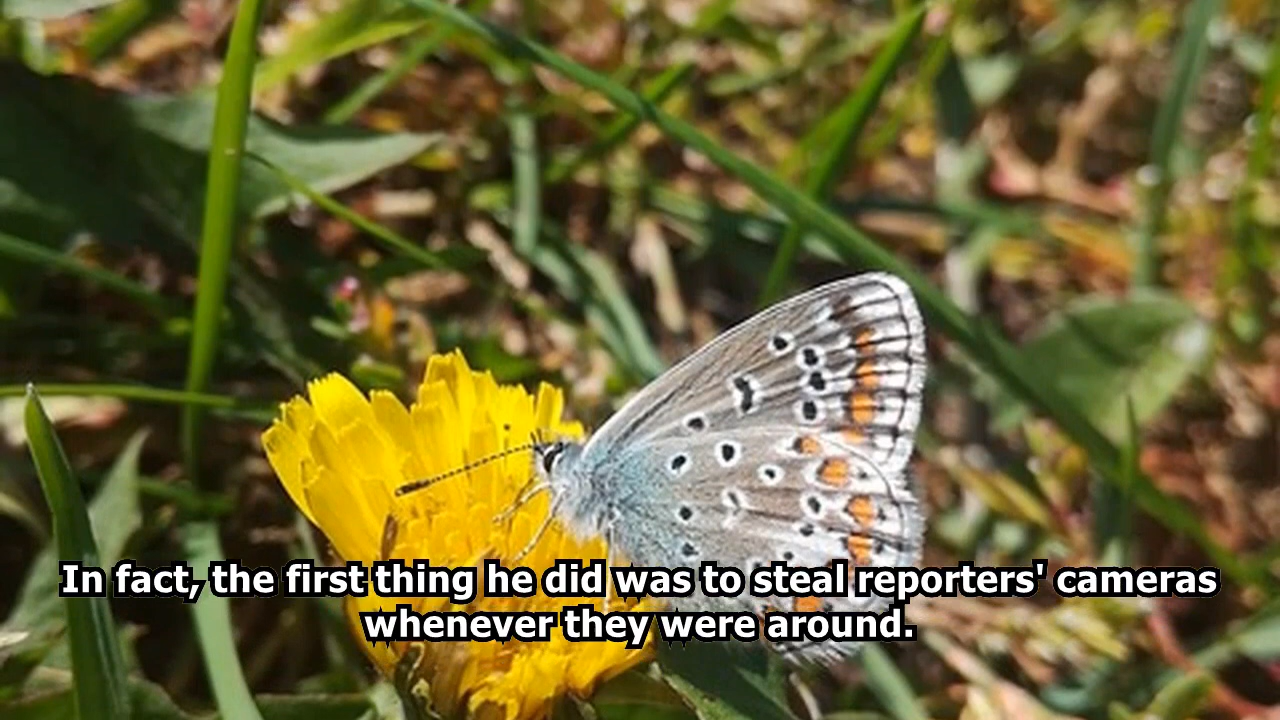 In fact, the first thing he did was to steal reporters' cameras
whenever they were around.